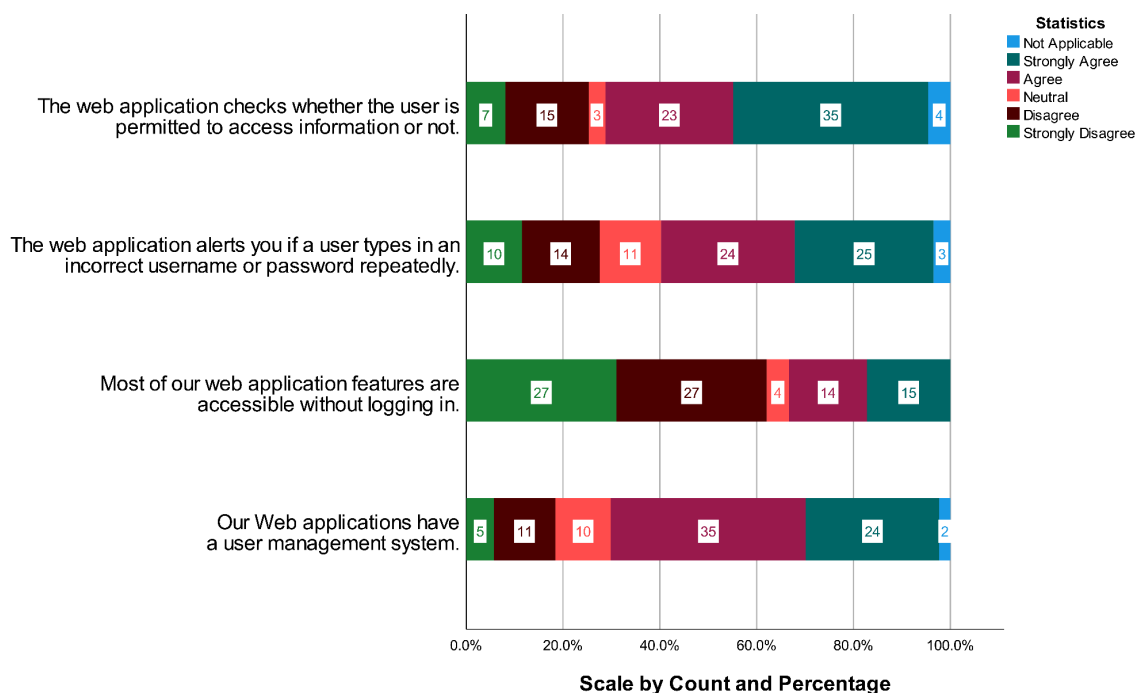 Statistics
Not Applicable
Strongly Agree
Agree
Neutral
Disagree
Strongly Disagree
The web application checks whether the user is
permitted to access information or not.
7 15 3 23 35 4
The web application alerts you if a user types in an
incorrect username or password repeatedly.
10 14 11 24 25 3
Most of our web application features are
accessible without logging in.
27 27 4 14 15
Our Web applications have
a user management system.
5 11 10 35 24 2
0.0% 20.0% 40.0% 60.0% 80.0% 100.0%
Scale by Count and Percentage